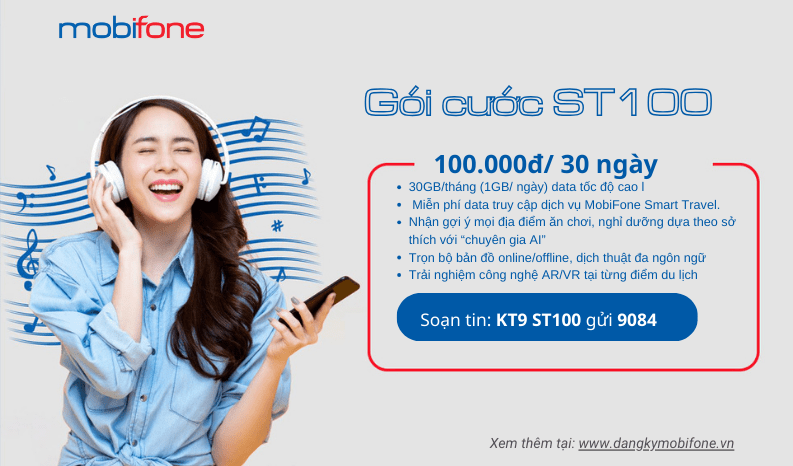 mobifone
Gói cước ST100
100.000đ/ 30 ngày
• 30GB/tháng (1GB/ ngày) data tốc độ cao l
• Miễn phí data truy cập dịch vụ MobiFone Smart Travel.
• Nhận gợi ý mọi địa điểm ăn chơi, nghỉ dưỡng dựa theo sở
thích với “chuyên gia AI”
• Trọn bộ bản đồ online/offline, dịch thuật đa ngôn ngữ
• Trải nghiệm công nghệ AR/VR tại từng điểm du lịch
Soạn tin: KT9 ST100 gửi 9084
Xem thêm tại: www.dangkymobifone.vn